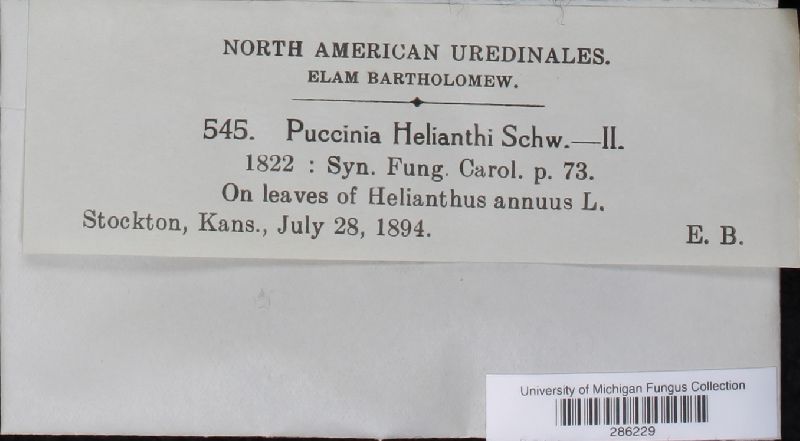 NORTH AMERICAN UREDINALES.
ELAM BARTHOLOMEW.
545. Puccinia Helianthi Schw.—II.
1822 : Syn. Fung. Carol. p. 73.
On leaves of Helianthus annuus L.
Stockton, Kans., July 28, 1894. E. B.
University of Michigan Fungus Collection
286229